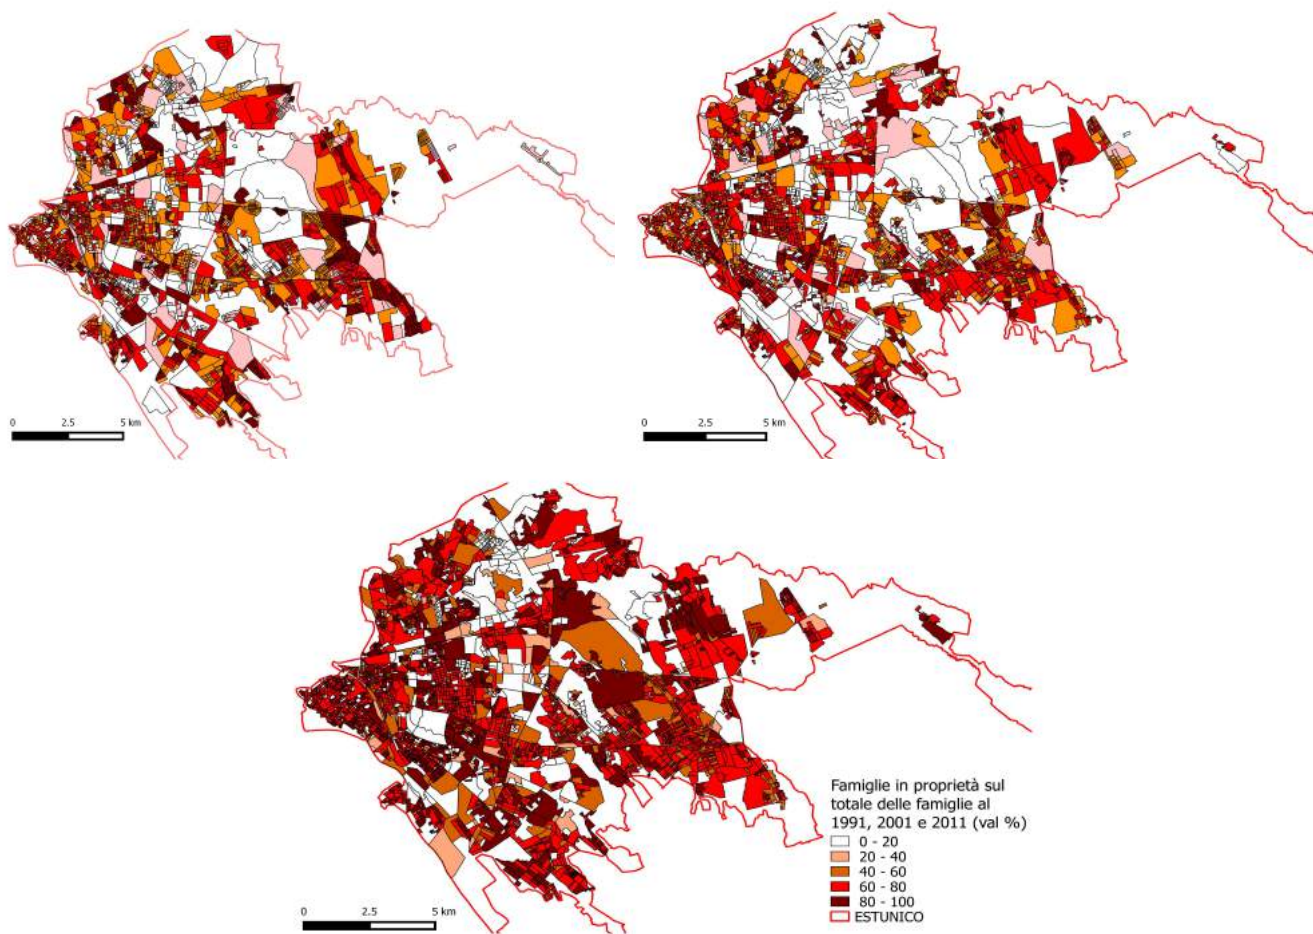 0 2.5 5 km
0 2.5 5 km
Famiglie in proprietà sul
totale delle famiglie al
1991, 2001 e 2011 (val %)
0 - 20
20 - 40
40 - 60
60 - 80
80 - 100
ESTUNICO
0 2.5 5 km